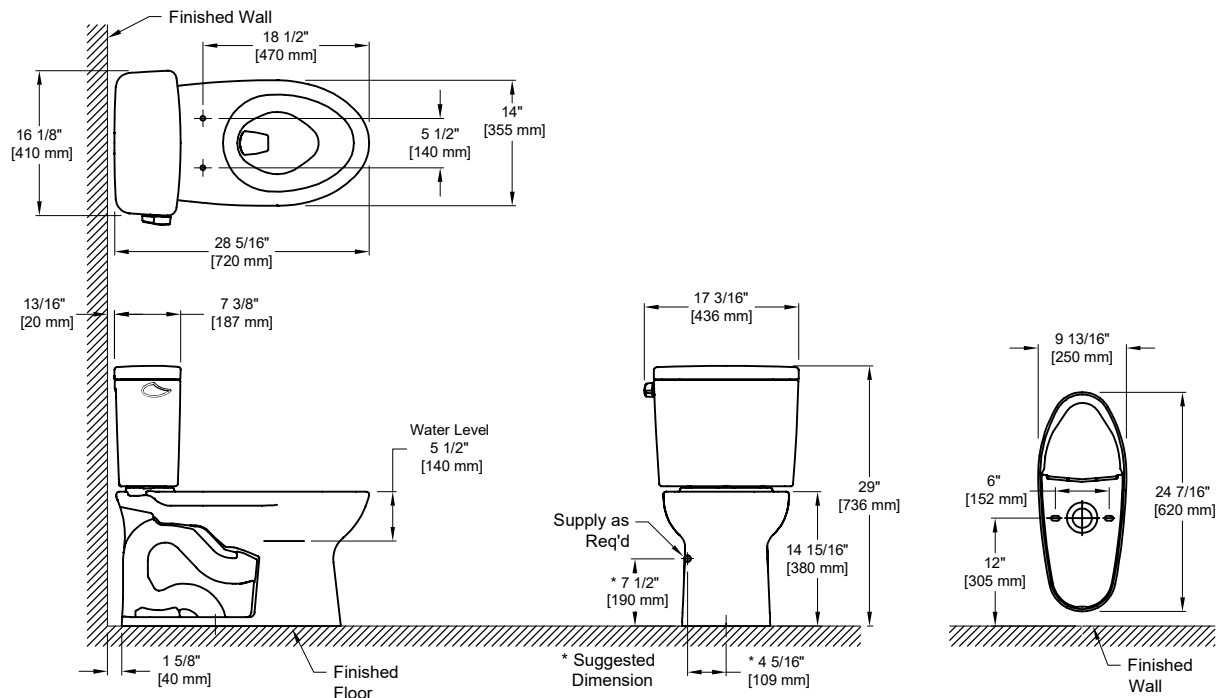 Finished Wall
18 1/2"
[470 mm]
16 1/8"
[410 mm]
5 1/2"
[140 mm]
14"
[355 mm]
28 5/16"
[720 mm]
13/16"
[20 mm]
7 3/8"
[187 mm]
Water Level
5 1/2"
[140 mm]
1 5/8"
[40 mm]
Finished
Floor
17 3/16"
[436 mm]
29"
[736 mm]
Supply as
Req'd
14 15/16"
[380 mm]
* 7 1/2"
[190 mm]
* Suggested
Dimension
* 4 5/16"
[109 mm]
9 13/16"
[250 mm]
6"
[152 mm]
24 7/16"
[620 mm]
12"
[305 mm]
Finished
Wall